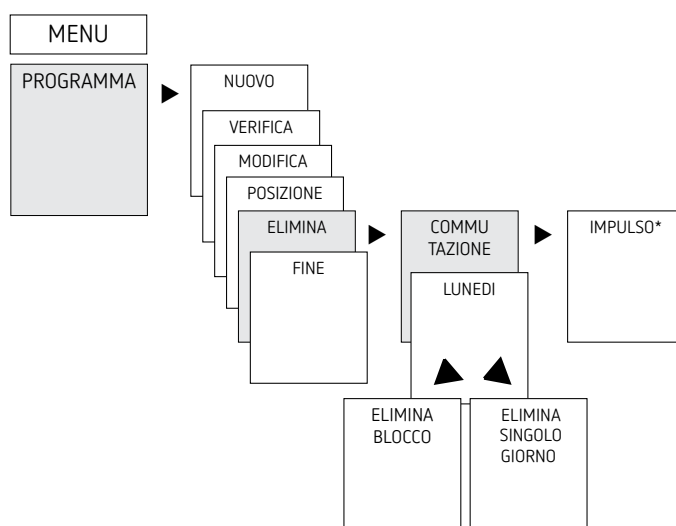 MENU
PROGRAMMA
NUOVO
VERIFICA
MODIFICA
POSIZIONE
ELIMINA
FINE
COMMU
TAZIONE
LUNEDI
IMPULSO*
ELIMINA
BLOCCO
ELIMINA
SINGOLO
GIORNO